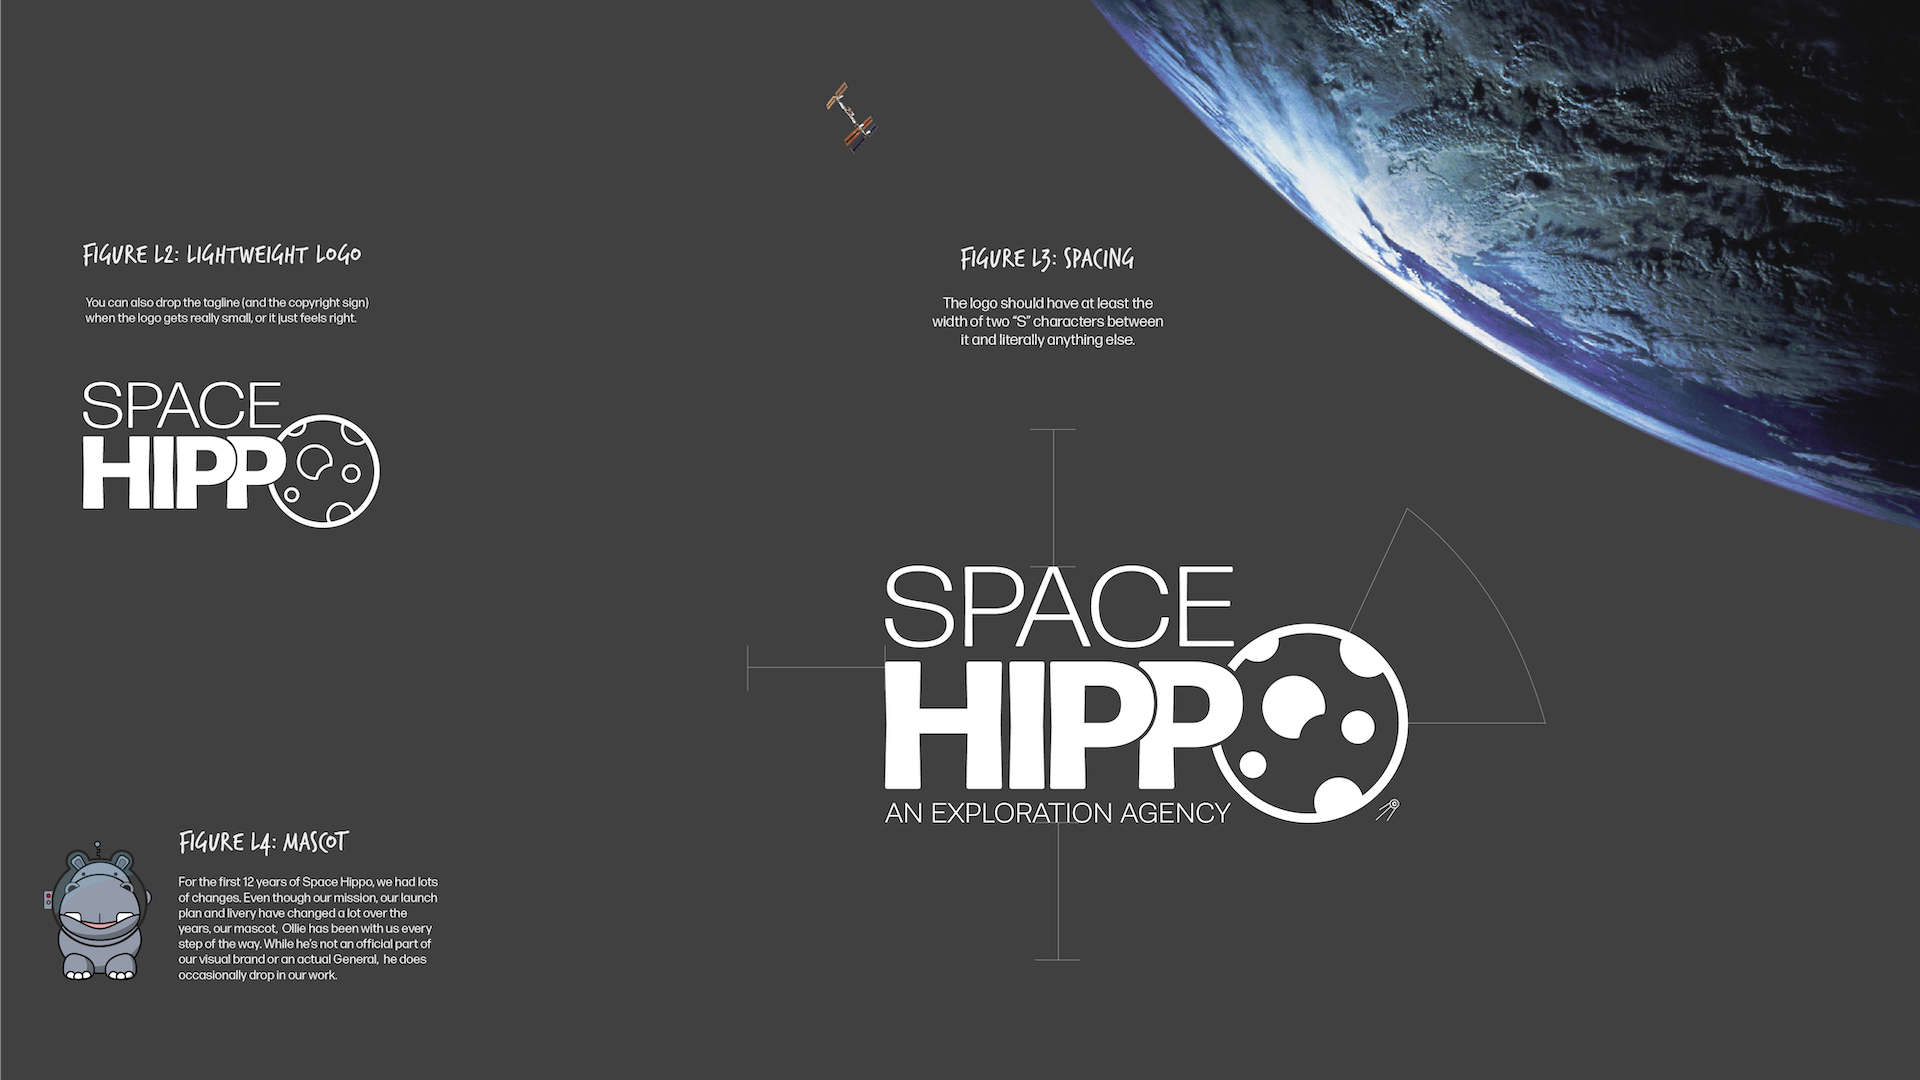 FIGURE L2: LIGHTWEIGHT LOGO
You can also drop the tagline (and the copyright sign)
when the logo gets really small, or it just feels right.
SPACE
HIPPO
FIGURE L3: SPACING
The logo should have at least the
width of two “S” characters between
it and literally anything else.
SPACE
HIPPO
AN EXPLORATION AGENCY
FIGURE L4: MASCOT
For the first 12 years of Space Hippo, we had lots
of changes. Even though our mission, our launch
plan and livery have changed a lot over the
years, our mascot,  Ollie has been with us every
step of the way. While he’s not an official part of
our visual brand or an actual General,  he does
occasionally drop in our work.